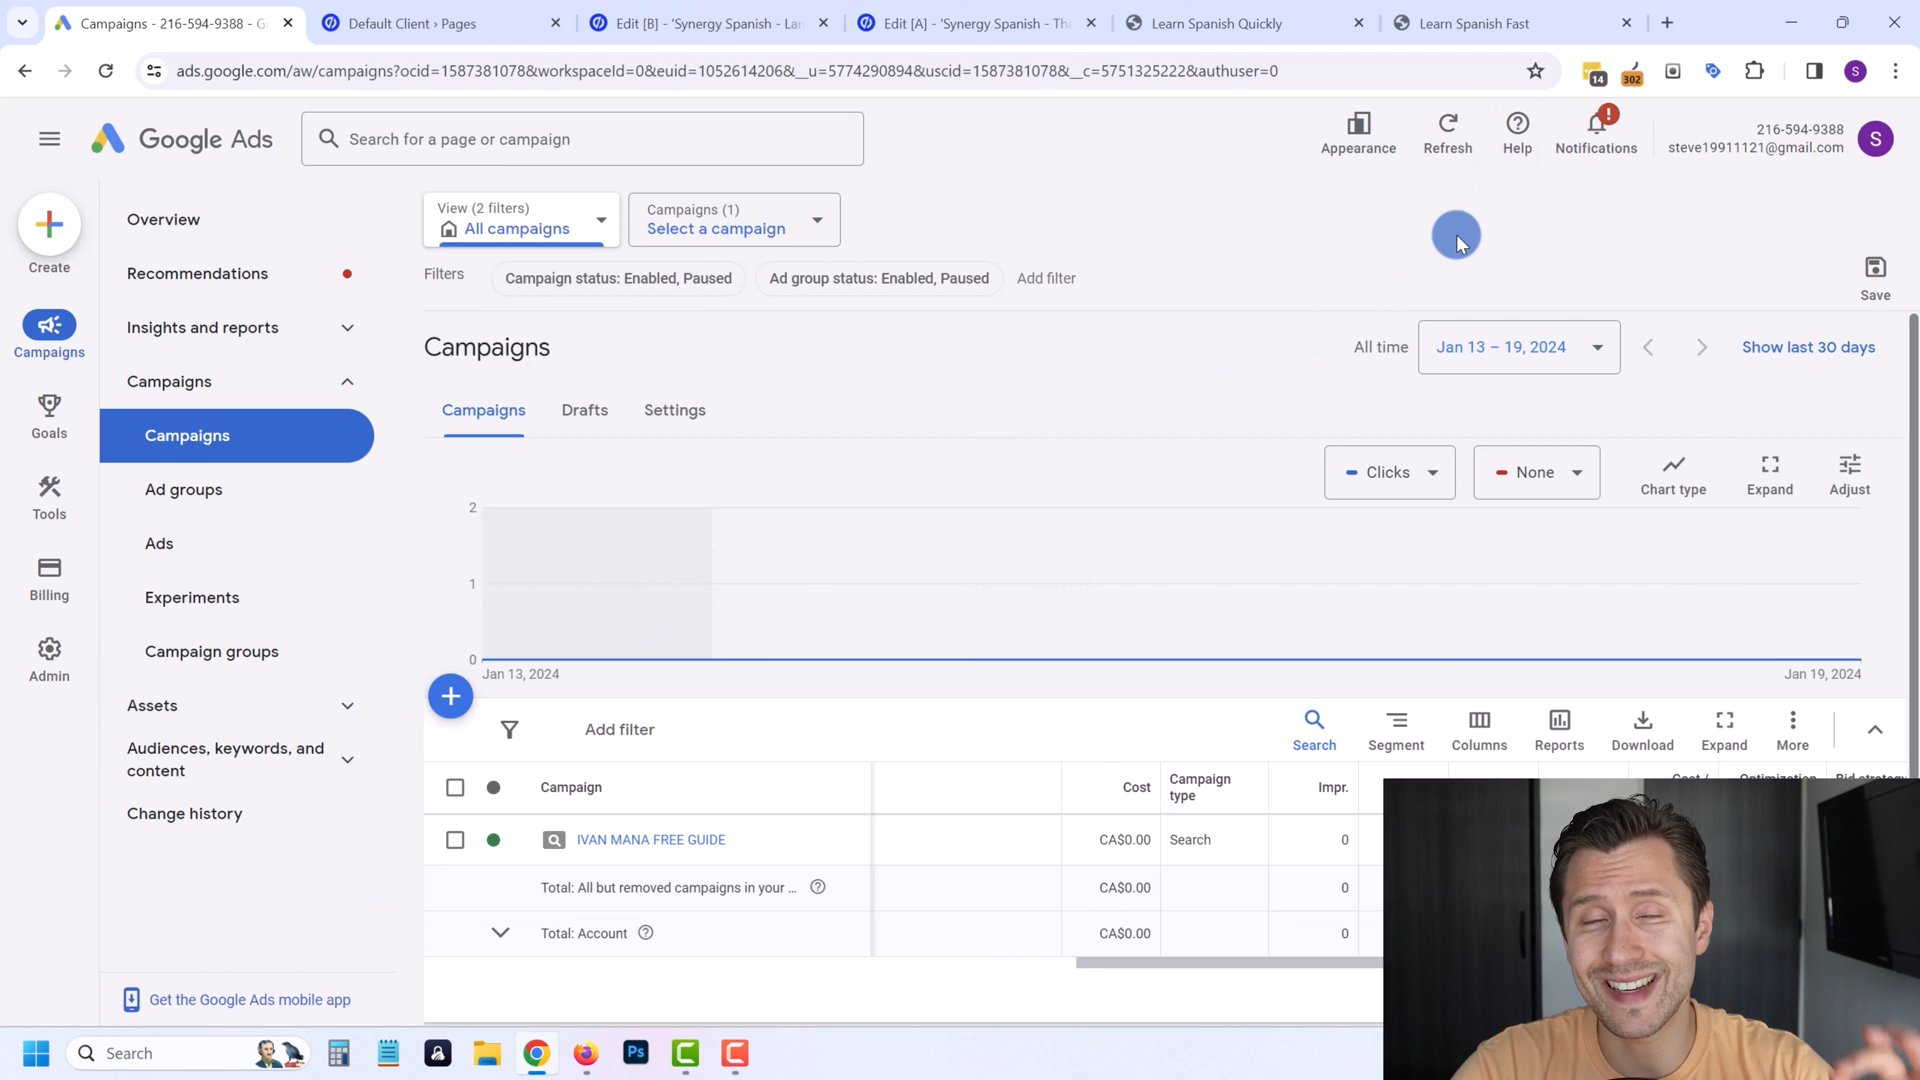 Campaigns - 216-594-9388 - G
Default Client › Pages
Edit [B] - 'Synergy Spanish - Lan
Edit [A] - 'Synergy Spanish - Tha
Learn Spanish Quickly
Learn Spanish Fast
ads.google.com/aw/campaigns?ocid=1587381078&workspaceId=0&euid=1052614206&__u=5774290894&uscid=1587381078&__c=5751325222&authuser=0
14
302
S
Google Ads
Search for a page or campaign
Appearance
Refresh
Help
Notifications
216-594-9388
steve19911121@gmail.com
S
Create
Campaigns
Goals
Tools
Billing
Admin
Overview
Recommendations
Insights and reports
Campaigns
Campaigns
Ad groups
Ads
Experiments
Campaign groups
Assets
Audiences, keywords, and
content
Change history
Get the Google Ads mobile app
View (2 filters)
All campaigns
Campaigns (1)
Select a campaign
Filters
Campaign status: Enabled, Paused
Ad group status: Enabled, Paused
Add filter
Save
Campaigns
All time
Jan 13 – 19, 2024
Show last 30 days
Campaigns
Drafts
Settings
Clicks
None
Chart type
Expand
Adjust
2
1
0
Jan 13, 2024
Jan 19, 2024
Add filter
Search
Segment
Columns
Reports
Download
Expand
More
Campaign
Cost
Campaign
type
Impr.
Cost /
Optimization
Bid strategy
IVAN MANA FREE GUIDE
CA$0.00
Search
0
Total: All but removed campaigns in your ...
CA$0.00
0
Total: Account
CA$0.00
0
Search
Ps